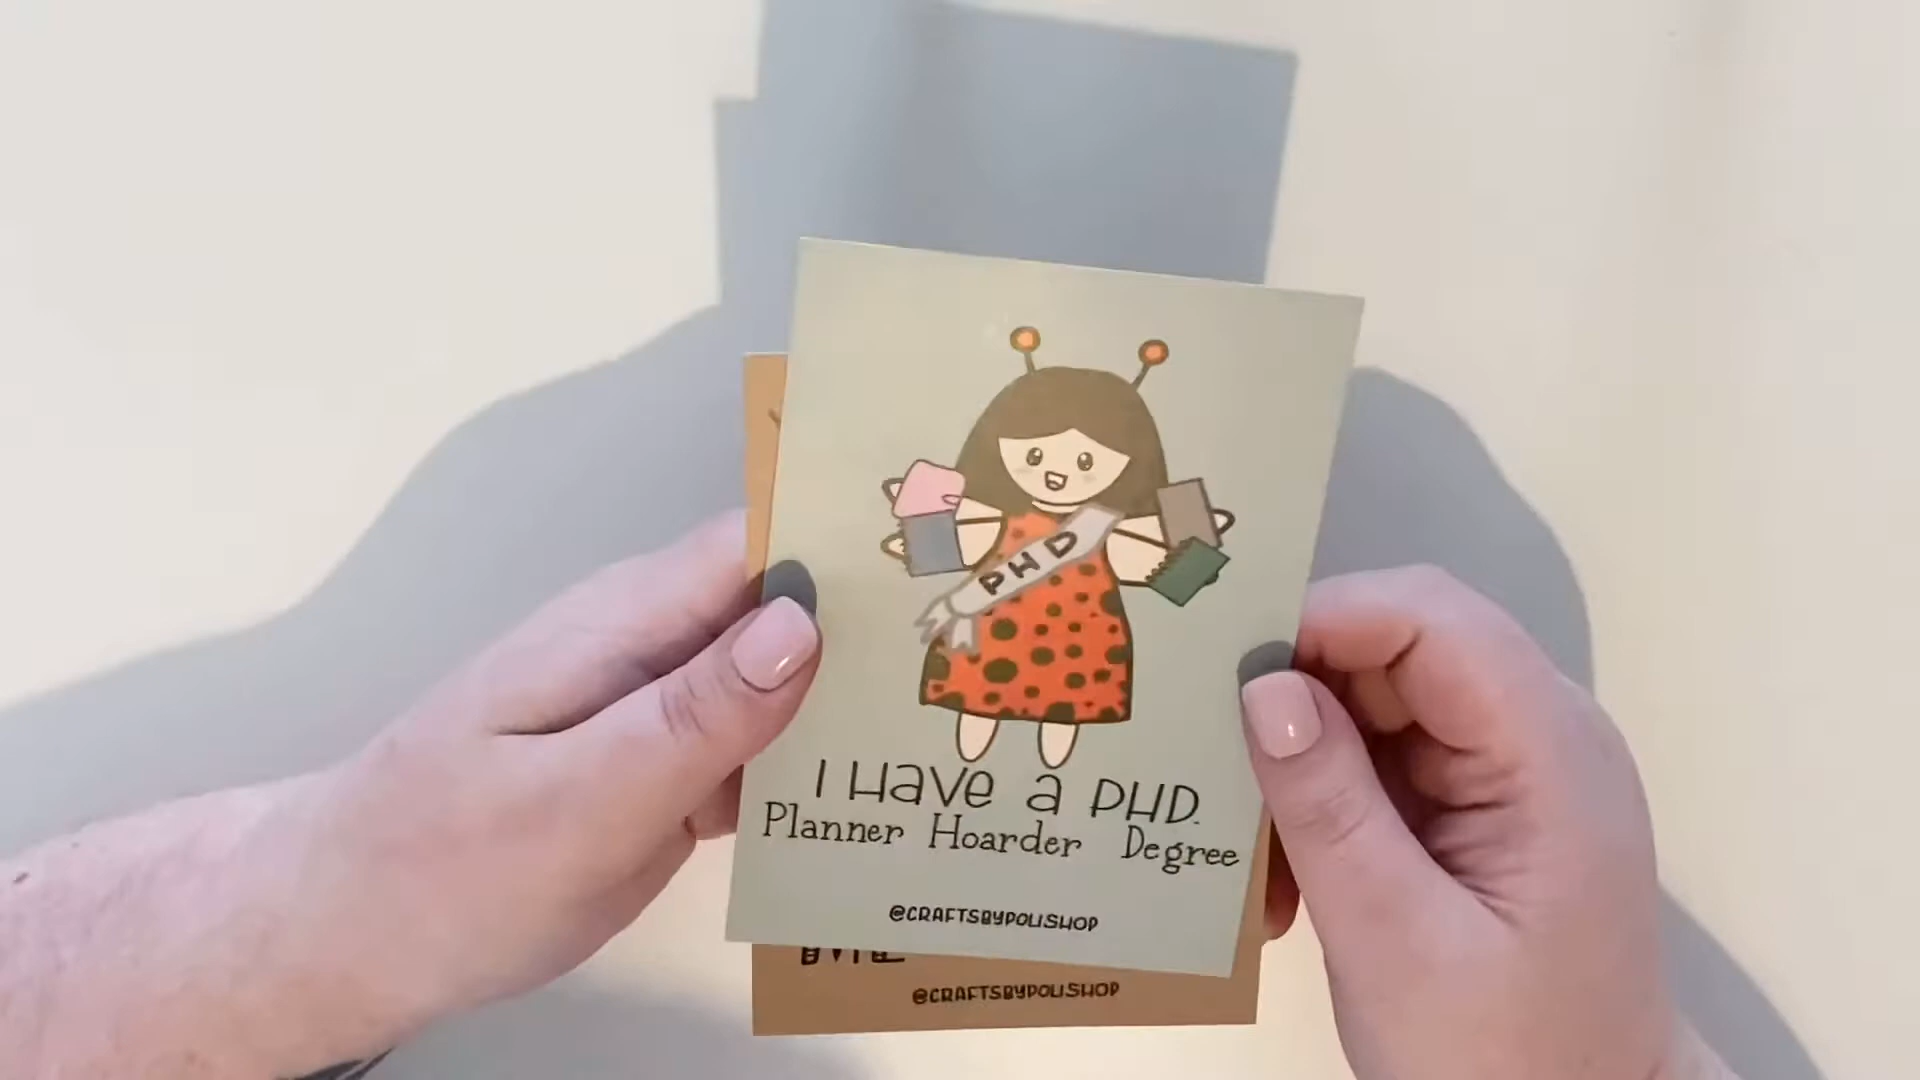 PHD
I Have a PHD.
Planner Hoarder Degree
@CRAFTSBYPOLISHOP
@CRAFTSBYPOLISHOP